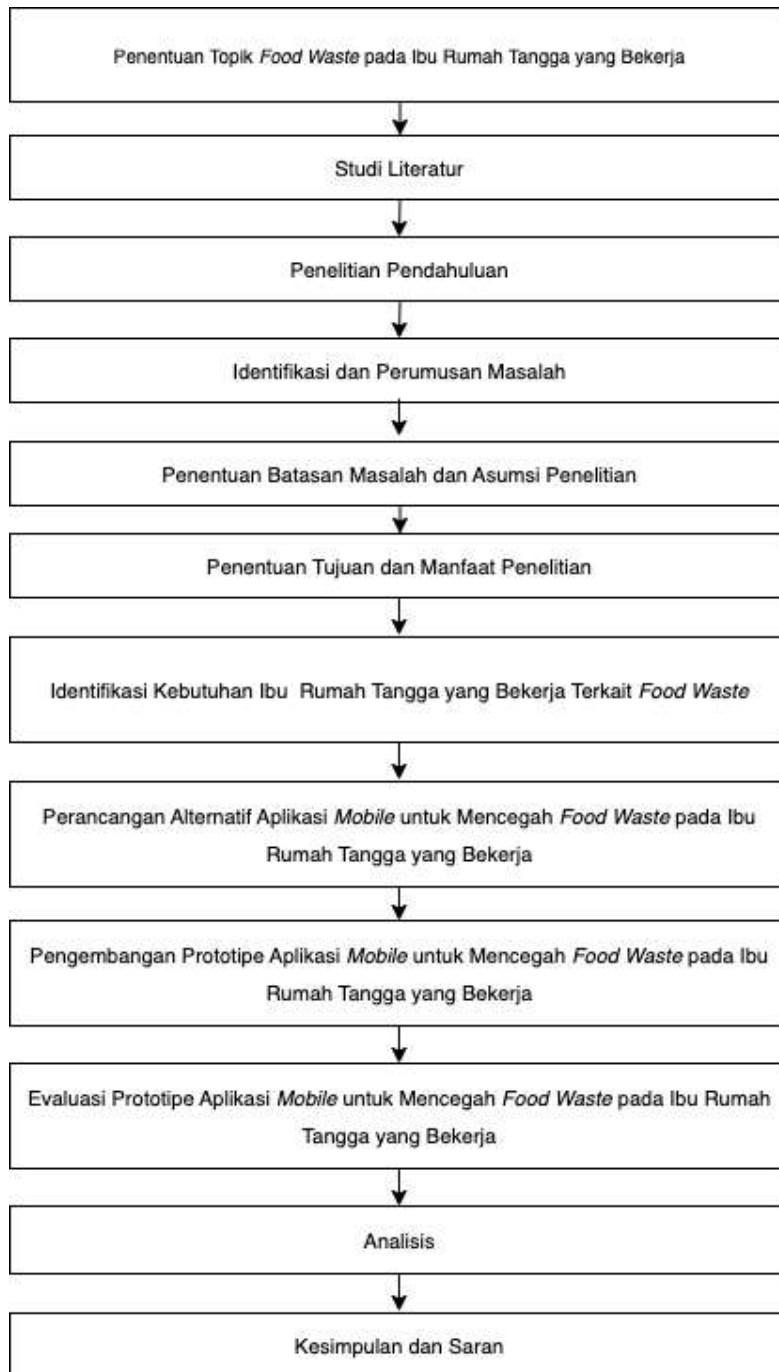 Penentuan Topik Food Waste pada Ibu Rumah Tangga yang Bekerja
Studi Literatur
Penelitian Pendahuluan
Identifikasi dan Perumusan Masalah
Penentuan Batasan Masalah dan Asumsi Penelitian
Penentuan Tujuan dan Manfaat Penelitian
Identifikasi Kebutuhan Ibu Rumah Tangga yang Bekerja Terkait Food Waste
Perancangan Alternatif Aplikasi Mobile untuk Mencegah Food Waste pada Ibu
Rumah Tangga yang Bekerja
Pengembangan Prototipe Aplikasi Mobile untuk Mencegah Food Waste pada Ibu
Rumah Tangga yang Bekerja
Evaluasi Prototipe Aplikasi Mobile untuk Mencegah Food Waste pada Ibu Rumah
Tangga yang Bekerja
Analisis
Kesimpulan dan Saran